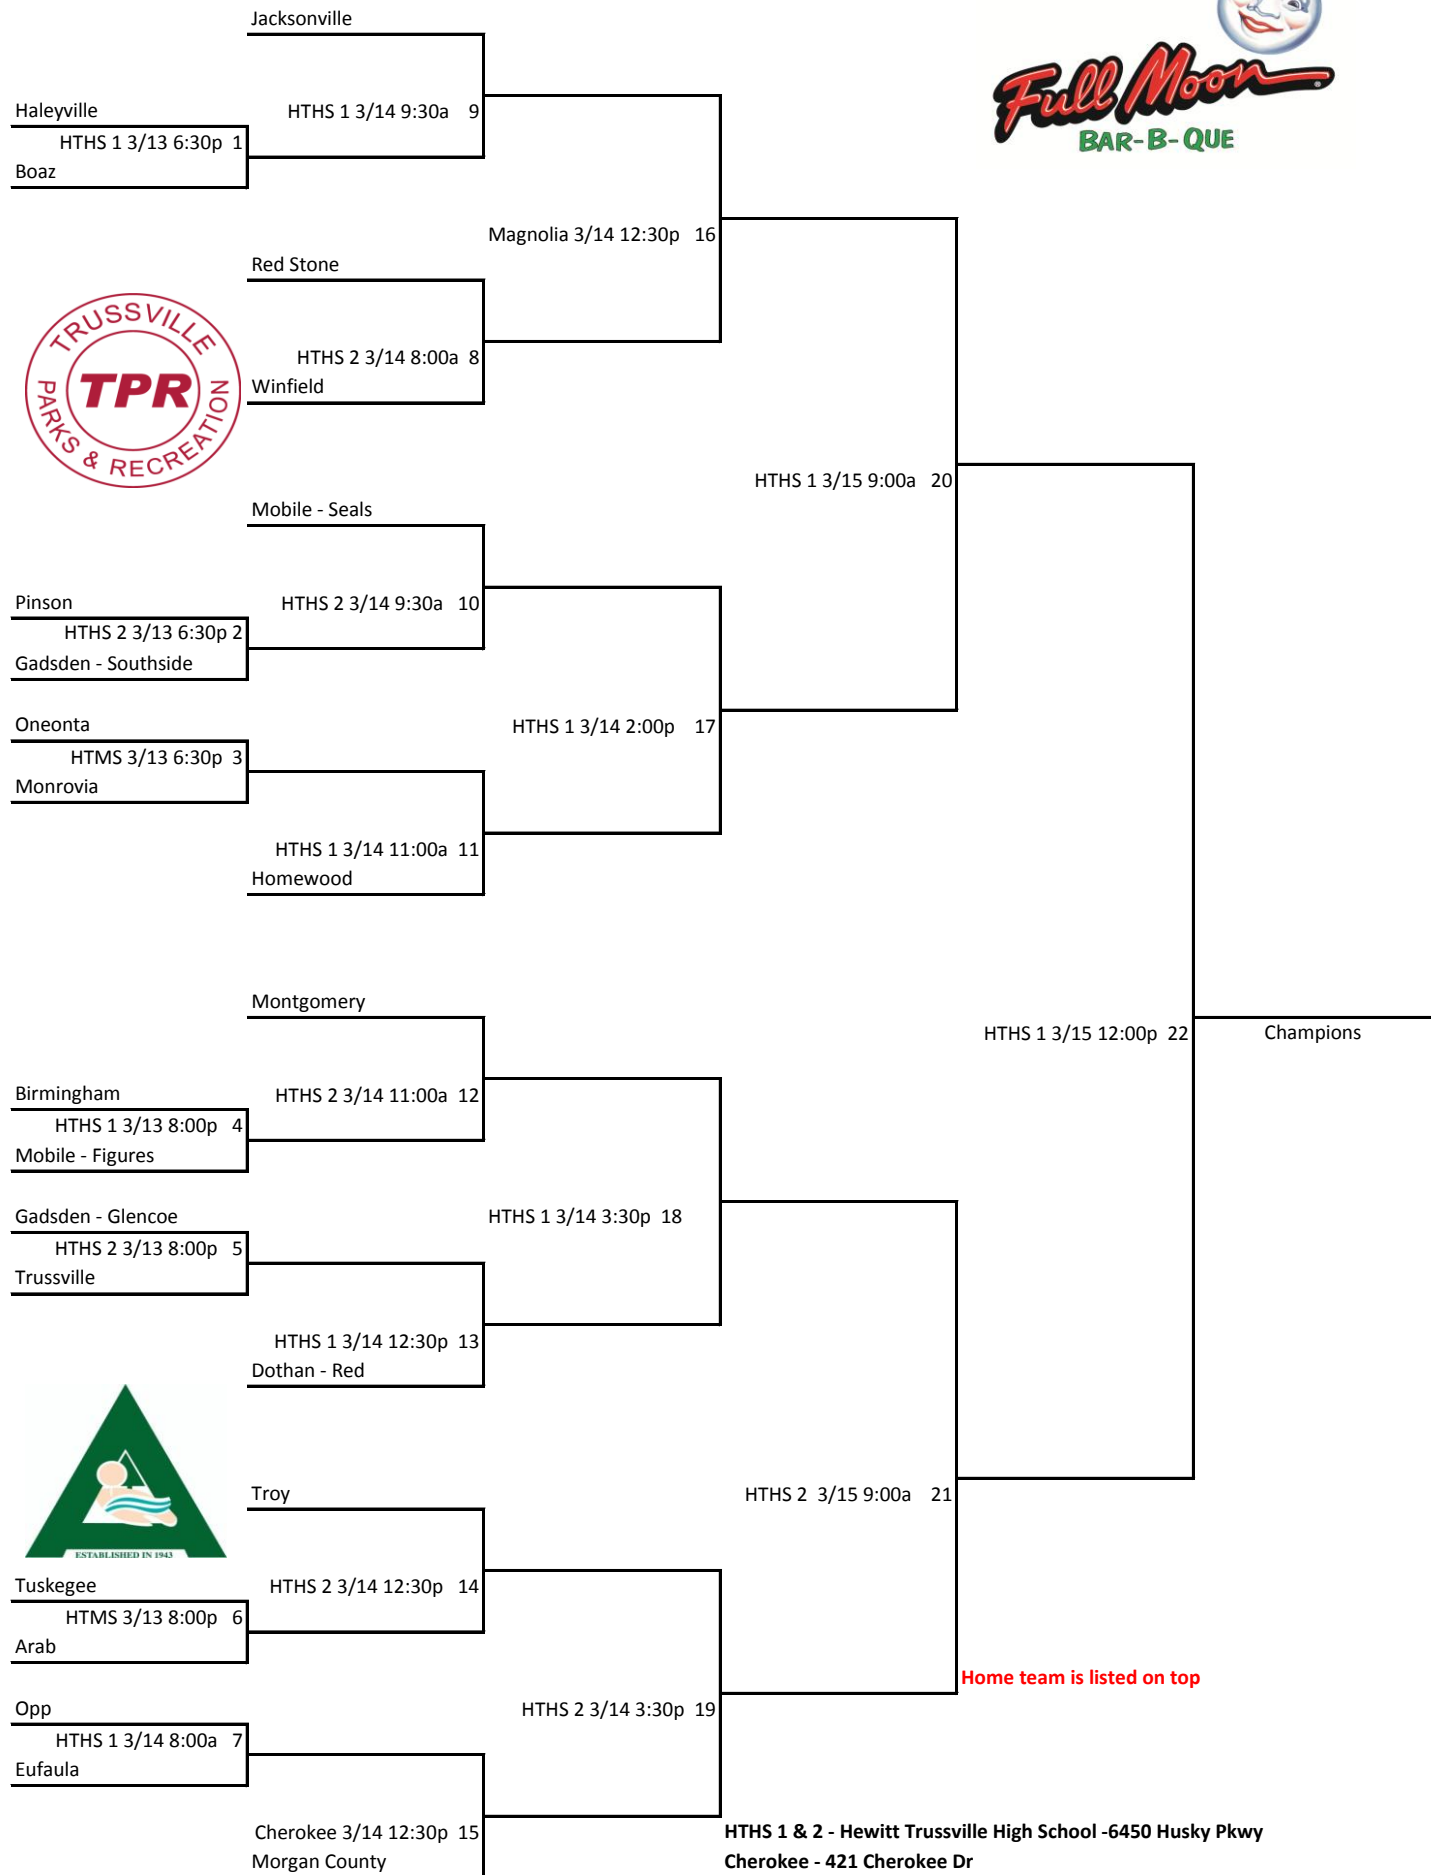 Jacksonville
Full Moon
BAR-B-QUE
Haleyville
HTHS 1 3/14 9:30a 9
HTHS 1 3/13 6:30p 1
Boaz
Magnolia 3/14 12:30p 16
Red Stone
TRUSSVILLE
TPR
PARKS & RECREATION
HTHS 2 3/14 8:00a 8
Winfield
HTHS 1 3/15 9:00a 20
Mobile - Seals
Pinson
HTHS 2 3/14 9:30a 10
HTHS 2 3/13 6:30p 2
Gadsden - Southside
Oneonta
HTHS 1 3/14 2:00p 17
HTMS 3/13 6:30p 3
Monrovia
HTHS 1 3/14 11:00a 11
Homewood
Montgomery
HTHS 1 3/15 12:00p 22
Champions
Birmingham
HTHS 2 3/14 11:00a 12
HTHS 1 3/13 8:00p 4
Mobile - Figures
Gadsden - Glencoe
HTHS 1 3/14 3:30p 18
HTHS 2 3/13 8:00p 5
Trussville
HTHS 1 3/14 12:30p 13
Dothan - Red
Troy
HTHS 2 3/15 9:00a 21
ESTABLISHED IN 1943
Tuskegee
HTHS 2 3/14 12:30p 14
HTMS 3/13 8:00p 6
Arab
Home team is listed on top
Opp
HTHS 2 3/14 3:30p 19
HTHS 1 3/14 8:00a 7
Eufaula
Cherokee 3/14 12:30p 15
HTHS 1 & 2 - Hewitt Trussville High School -6450 Husky Pkwy
Morgan County
Cherokee - 421 Cherokee Dr